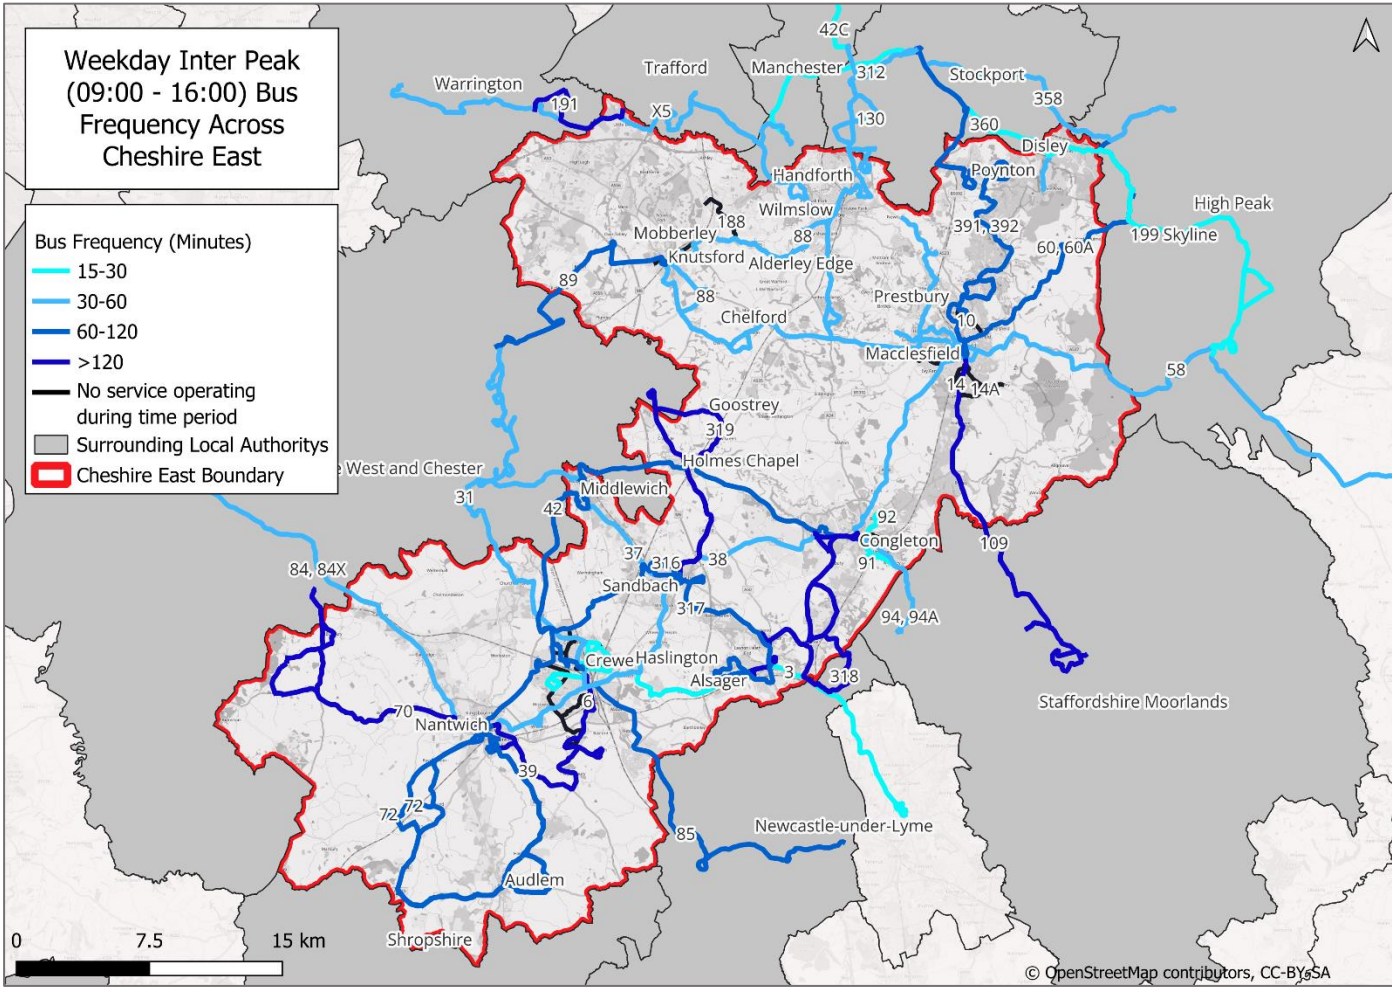 Weekday Inter Peak
(09:00 - 16:00) Bus
Frequency Across
Cheshire East
Bus Frequency (Minutes)
15-30
30-60
60-120
>120
No service operating
during time period
Surrounding Local Authoritys
Cheshire East Boundary
42C
Trafford
Manchester
312
Stockport
Warrington
191
X5
130
358
360
Disley
Handforth
Poynton
Wilmslow
High Peak
188
Mobberley
88
391, 392
199 Skyline
60, 60A
Knutsford
Alderley Edge
89
88
Prestbury
Chelford
10
Macclesfield
58
14
14A
Goostrey
319
Holmes Chapel
e West and Chester
Middlewich
31
42
92
Congleton
109
37
316
38
91
84, 84X
Sandbach
317
94, 94A
Crewe
Haslington
Alsager
3
318
6
70
Nantwich
Staffordshire Moorlands
39
72
72
85
Newcastle-under-Lyme
Audlem
Shropshire
0
7.5
15 km
© OpenStreetMap contributors, CC-BY-SA